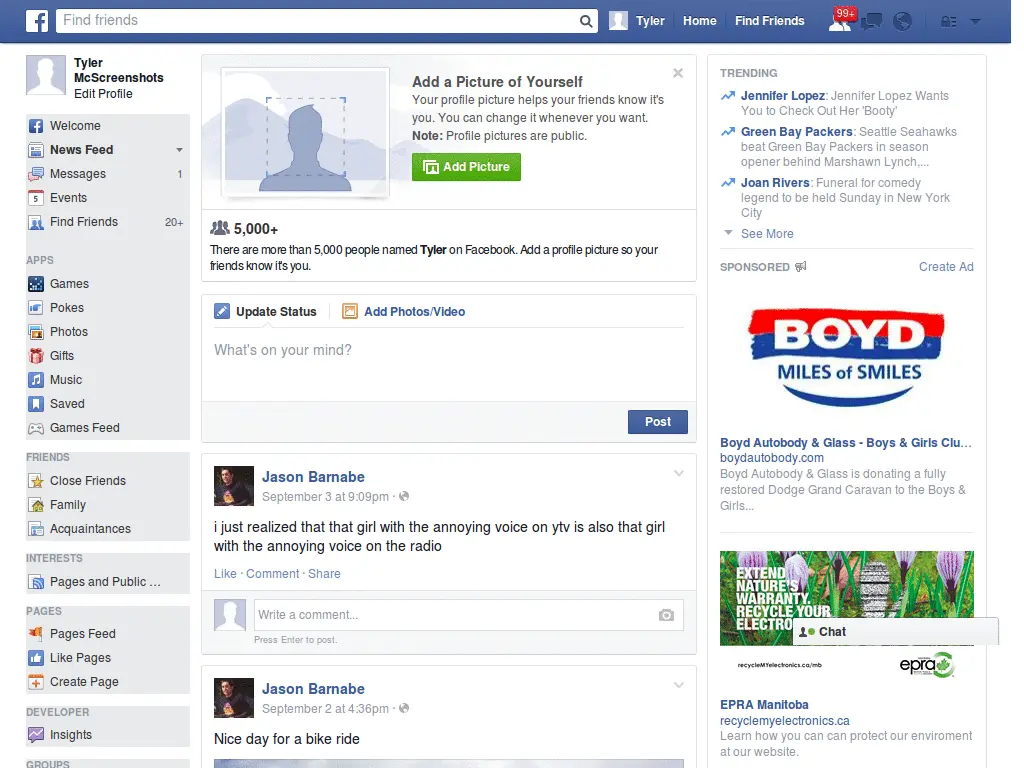 Find friends
Tyler
Home
Find Friends
99+
Tyler
McScreenshots
Edit Profile
Welcome
News Feed
Messages
1
5
Events
Find Friends
20+
APPS
Games
Pokes
Photos
Gifts
Music
Saved
Games Feed
FRIENDS
Close Friends
Family
Acquaintances
INTERESTS
Pages and Public ...
PAGES
Pages Feed
Like Pages
Create Page
DEVELOPER
Insights
GROUPS
Add a Picture of Yourself
Your profile picture helps your friends know it's
you. You can change it whenever you want.
Note: Profile pictures are public.
Add Picture
5,000+
There are more than 5,000 people named Tyler on Facebook. Add a profile picture so your
friends know it's you.
Update Status
Add Photos/Video
What's on your mind?
Post
Jason Barnabe
September 3 at 9:09pm ·
i just realized that that girl with the annoying voice on ytv is also that girl
with the annoying voice on the radio
Like · Comment · Share
Write a comment...
Press Enter to post.
Jason Barnabe
September 2 at 4:36pm ·
Nice day for a bike ride
TRENDING
Jennifer Lopez: Jennifer Lopez Wants
You to Check Out Her 'Booty'
Green Bay Packers: Seattle Seahawks
beat Green Bay Packers in season
opener behind Marshawn Lynch,...
Joan Rivers: Funeral for comedy
legend to be held Sunday in New York
City
See More
SPONSORED
Create Ad
BOYD
MILES of SMILES
Boyd Autobody & Glass - Boys & Girls Clu...
boydautobody.com
Boyd Autobody & Glass is donating a fully
restored Dodge Grand Caravan to the Boys &
Girls...
EXTEND
NATURE'S
WARRANTY.
RECYCLE YOUR
ELECTRO
Chat
recycleMYelectronics.ca/mb
epra
EPRA Manitoba
recyclemyelectronics.ca
Learn how you can can protect our enviroment
at our website.